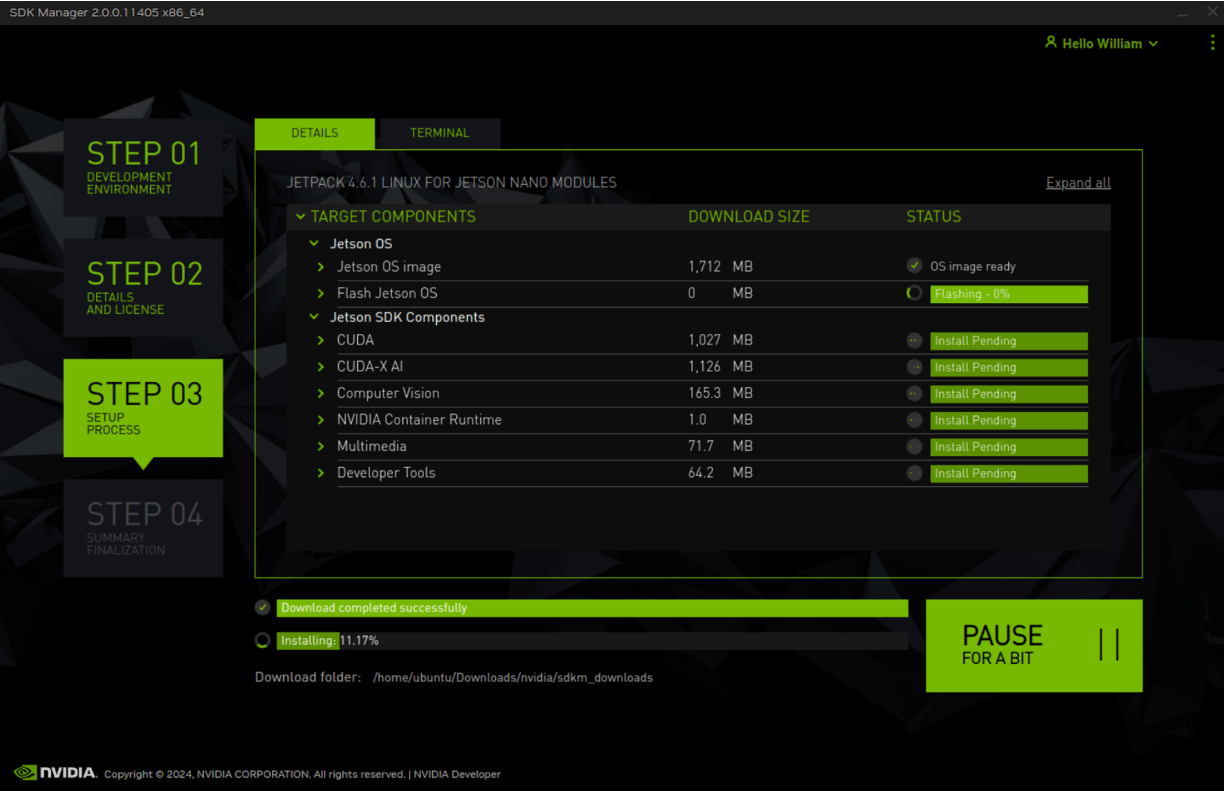 SDK Manager 2.0.0.11405 x86_64
Hello William
STEP 01
DEVELOPMENT
ENVIRONMENT
STEP 02
DETAILS
AND LICENSE
STEP 03
SETUP
PROCESS
STEP 04
SUMMARY
FINALIZATION
DETAILS TERMINAL
JETPACK 4.6.1 LINUX FOR JETSON NANO MODULES Expand all
TARGET COMPONENTS DOWNLOAD SIZE STATUS
Jetson OS
Jetson OS image 1,712 MB OS image ready
Flash Jetson OS 0 MB Flashing - 0%
Jetson SDK Components
CUDA 1,027 MB Install Pending
CUDA-X AI 1,126 MB Install Pending
Computer Vision 165.3 MB Install Pending
NVIDIA Container Runtime 1.0 MB Install Pending
Multimedia 71.7 MB Install Pending
Developer Tools 64.2 MB Install Pending
Download completed successfully
Installing: 11.17%
Download folder: /home/ubuntu/Downloads/nvidia/sdkm_downloads
PAUSE
FOR A BIT
NVIDIA. Copyright © 2024, NVIDIA CORPORATION. All rights reserved. | NVIDIA Developer